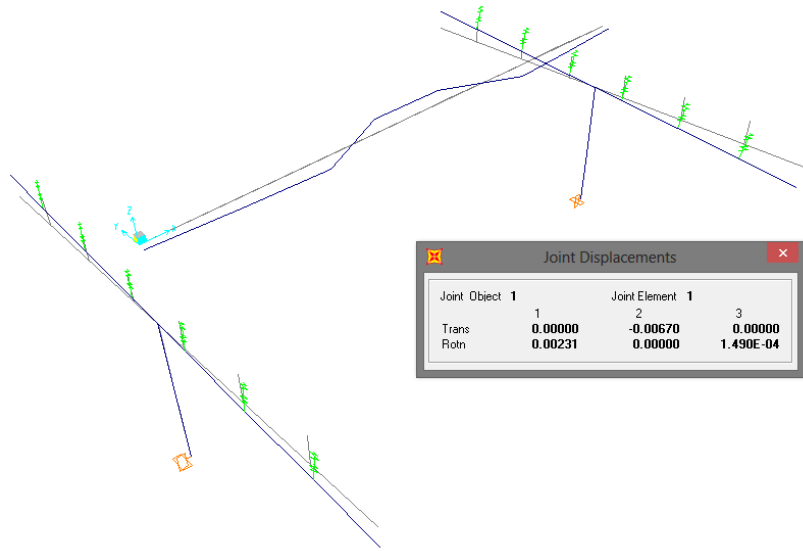 Z
Y
Joint Displacements
Joint Object 1 Joint Element 1
1 2 3
Trans 0.00000 -0.00670 0.00000
Rotn 0.00231 0.00000 1.490E-04